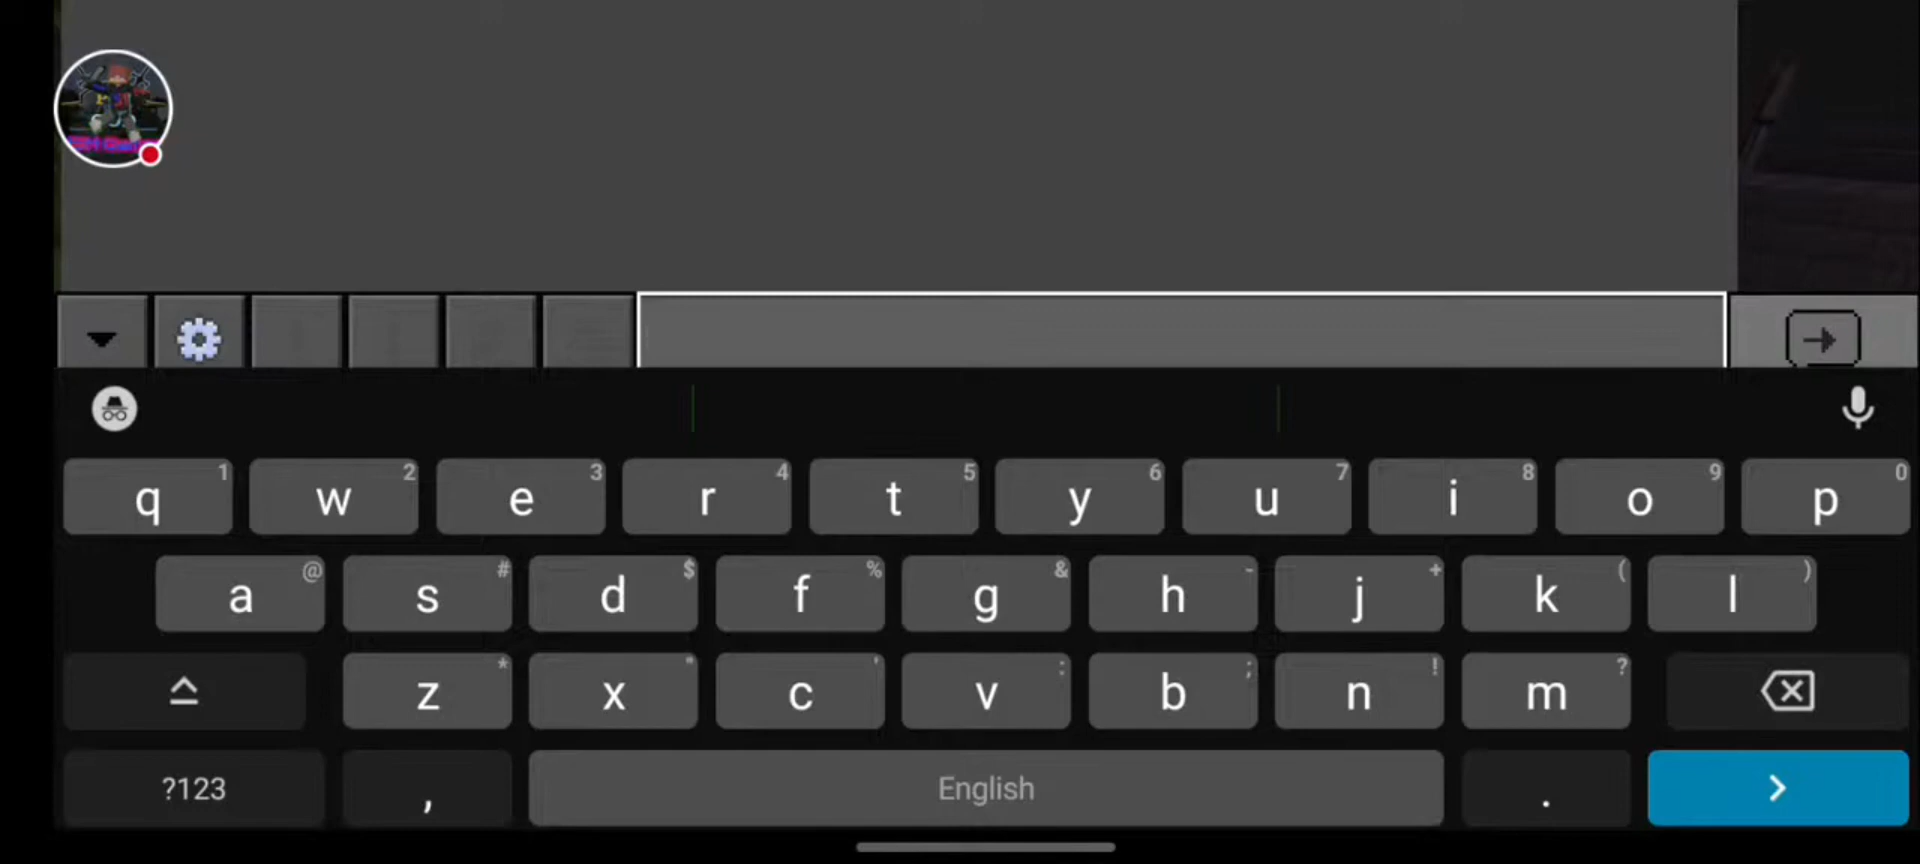 q 1 w 2 e 3 r 4 t 5 y 6 u 7 i 8 o 9 p 0
a @ s # d $ f % g & h - j + k ( l )
z * x " c ' v : b ; n ! m ?
?123 , English .